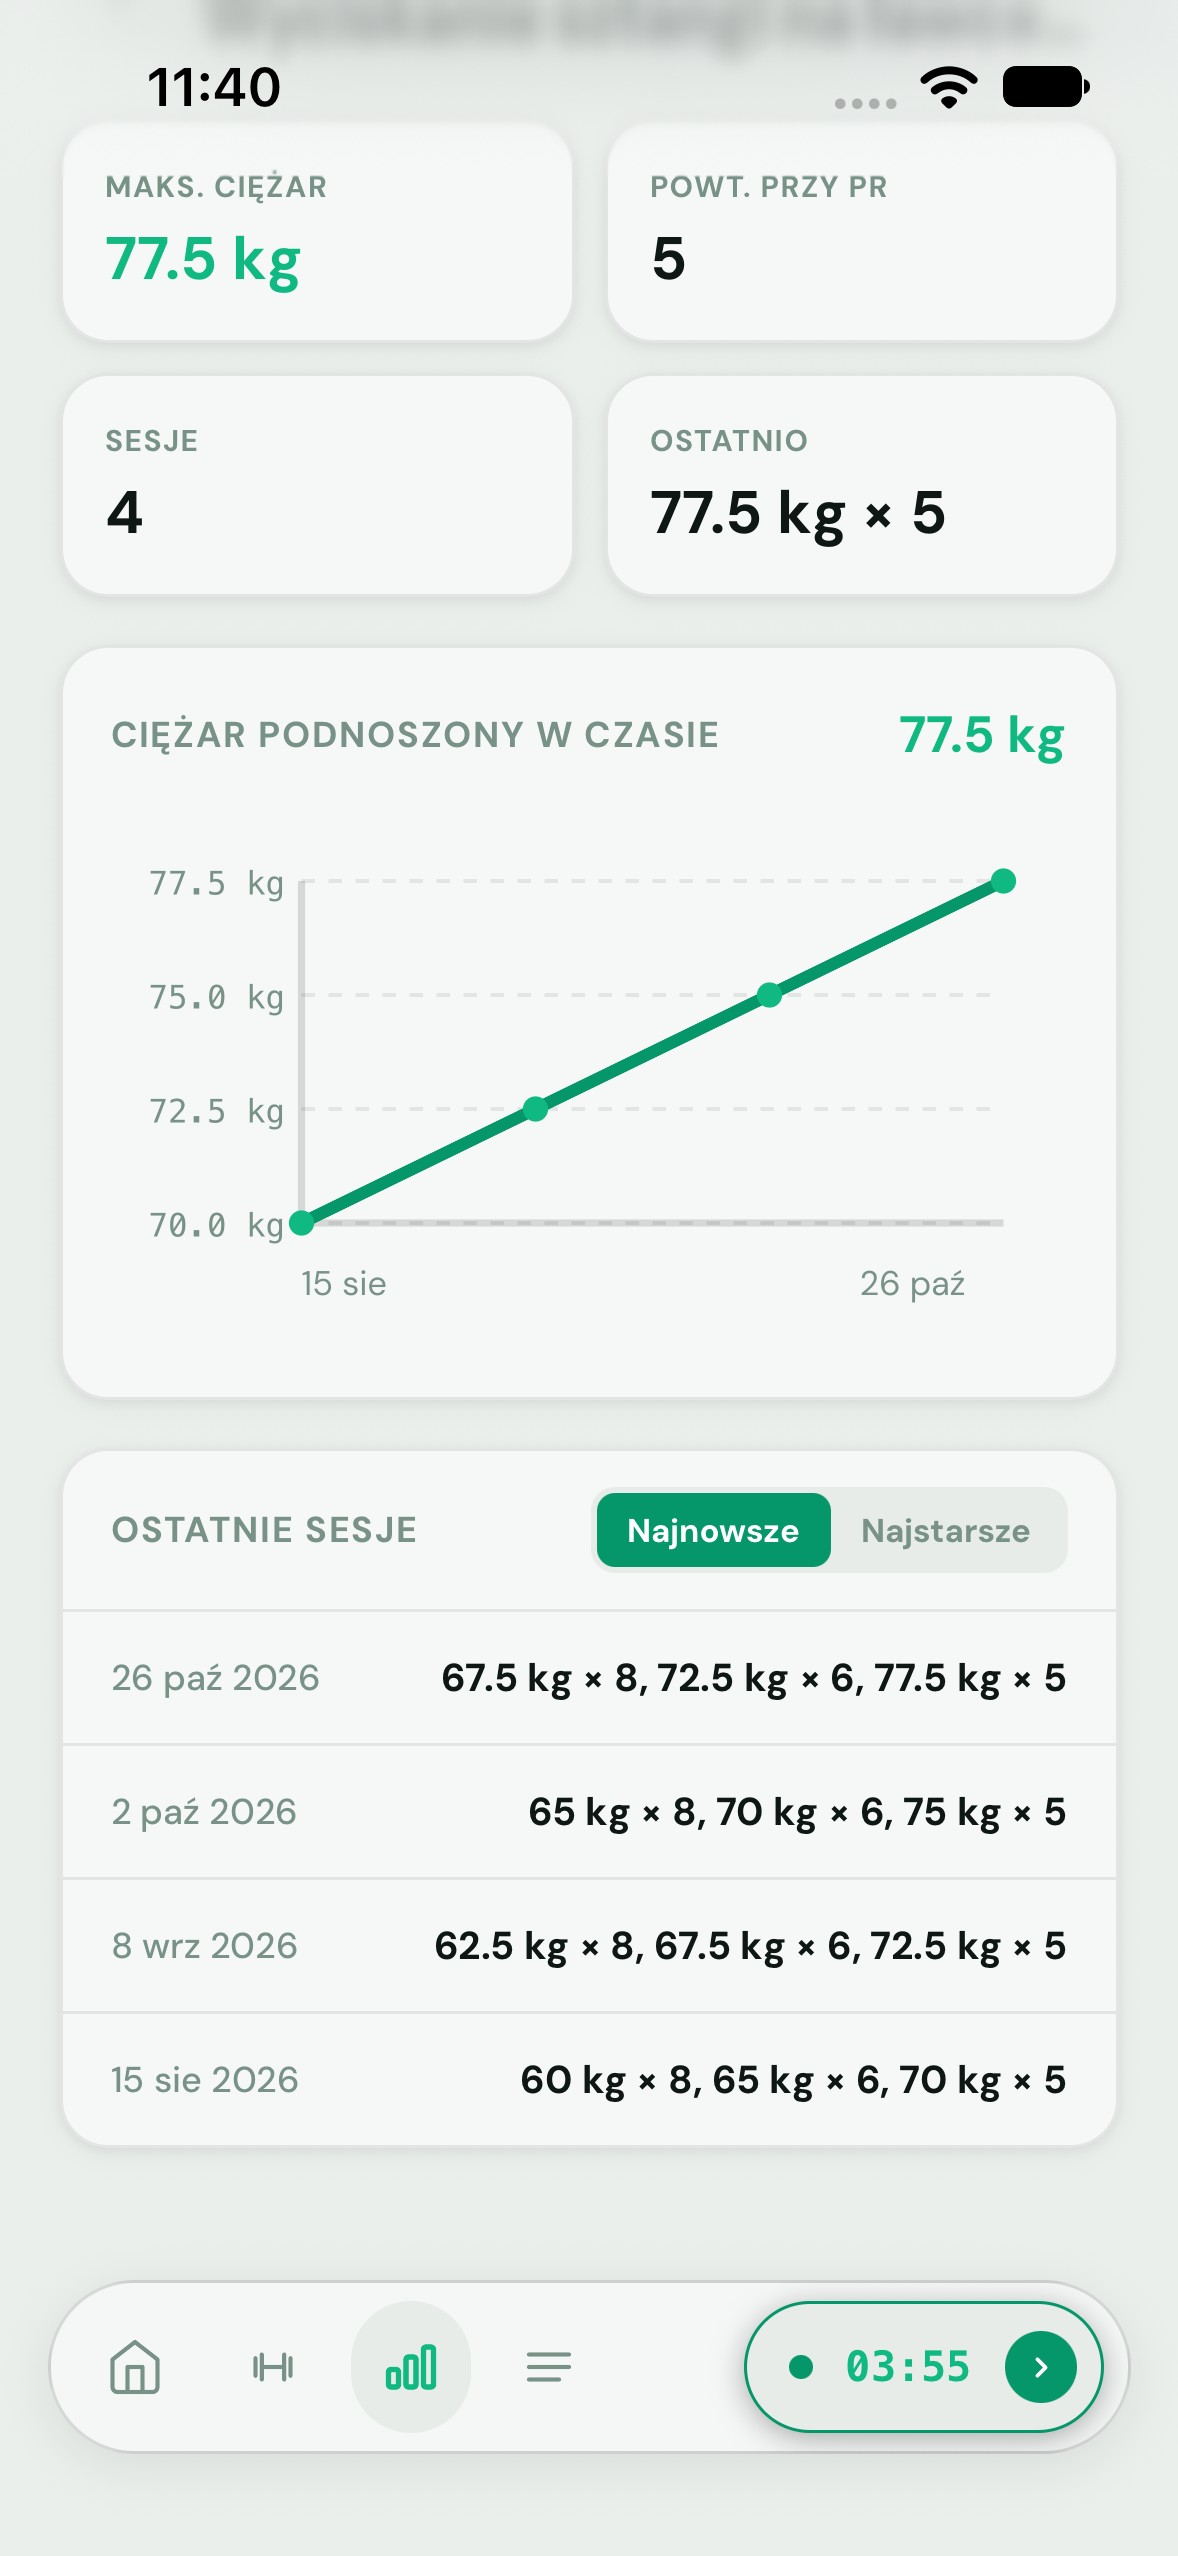 11:40
MAKS. CIĘŻAR
77.5 kg
POWT. PRZY PR
5
SESJE
4
OSTATNIO
77.5 kg × 5
CIĘŻAR PODNOSZONY W CZASIE
77.5 kg
77.5 kg
75.0 kg
72.5 kg
70.0 kg
15 sie
26 paź
OSTATNIE SESJE
Najnowsze
Najstarsze
26 paź 2026
67.5 kg × 8, 72.5 kg × 6, 77.5 kg × 5
2 paź 2026
65 kg × 8, 70 kg × 6, 75 kg × 5
8 wrz 2026
62.5 kg × 8, 67.5 kg × 6, 72.5 kg × 5
15 sie 2026
60 kg × 8, 65 kg × 6, 70 kg × 5
03:55